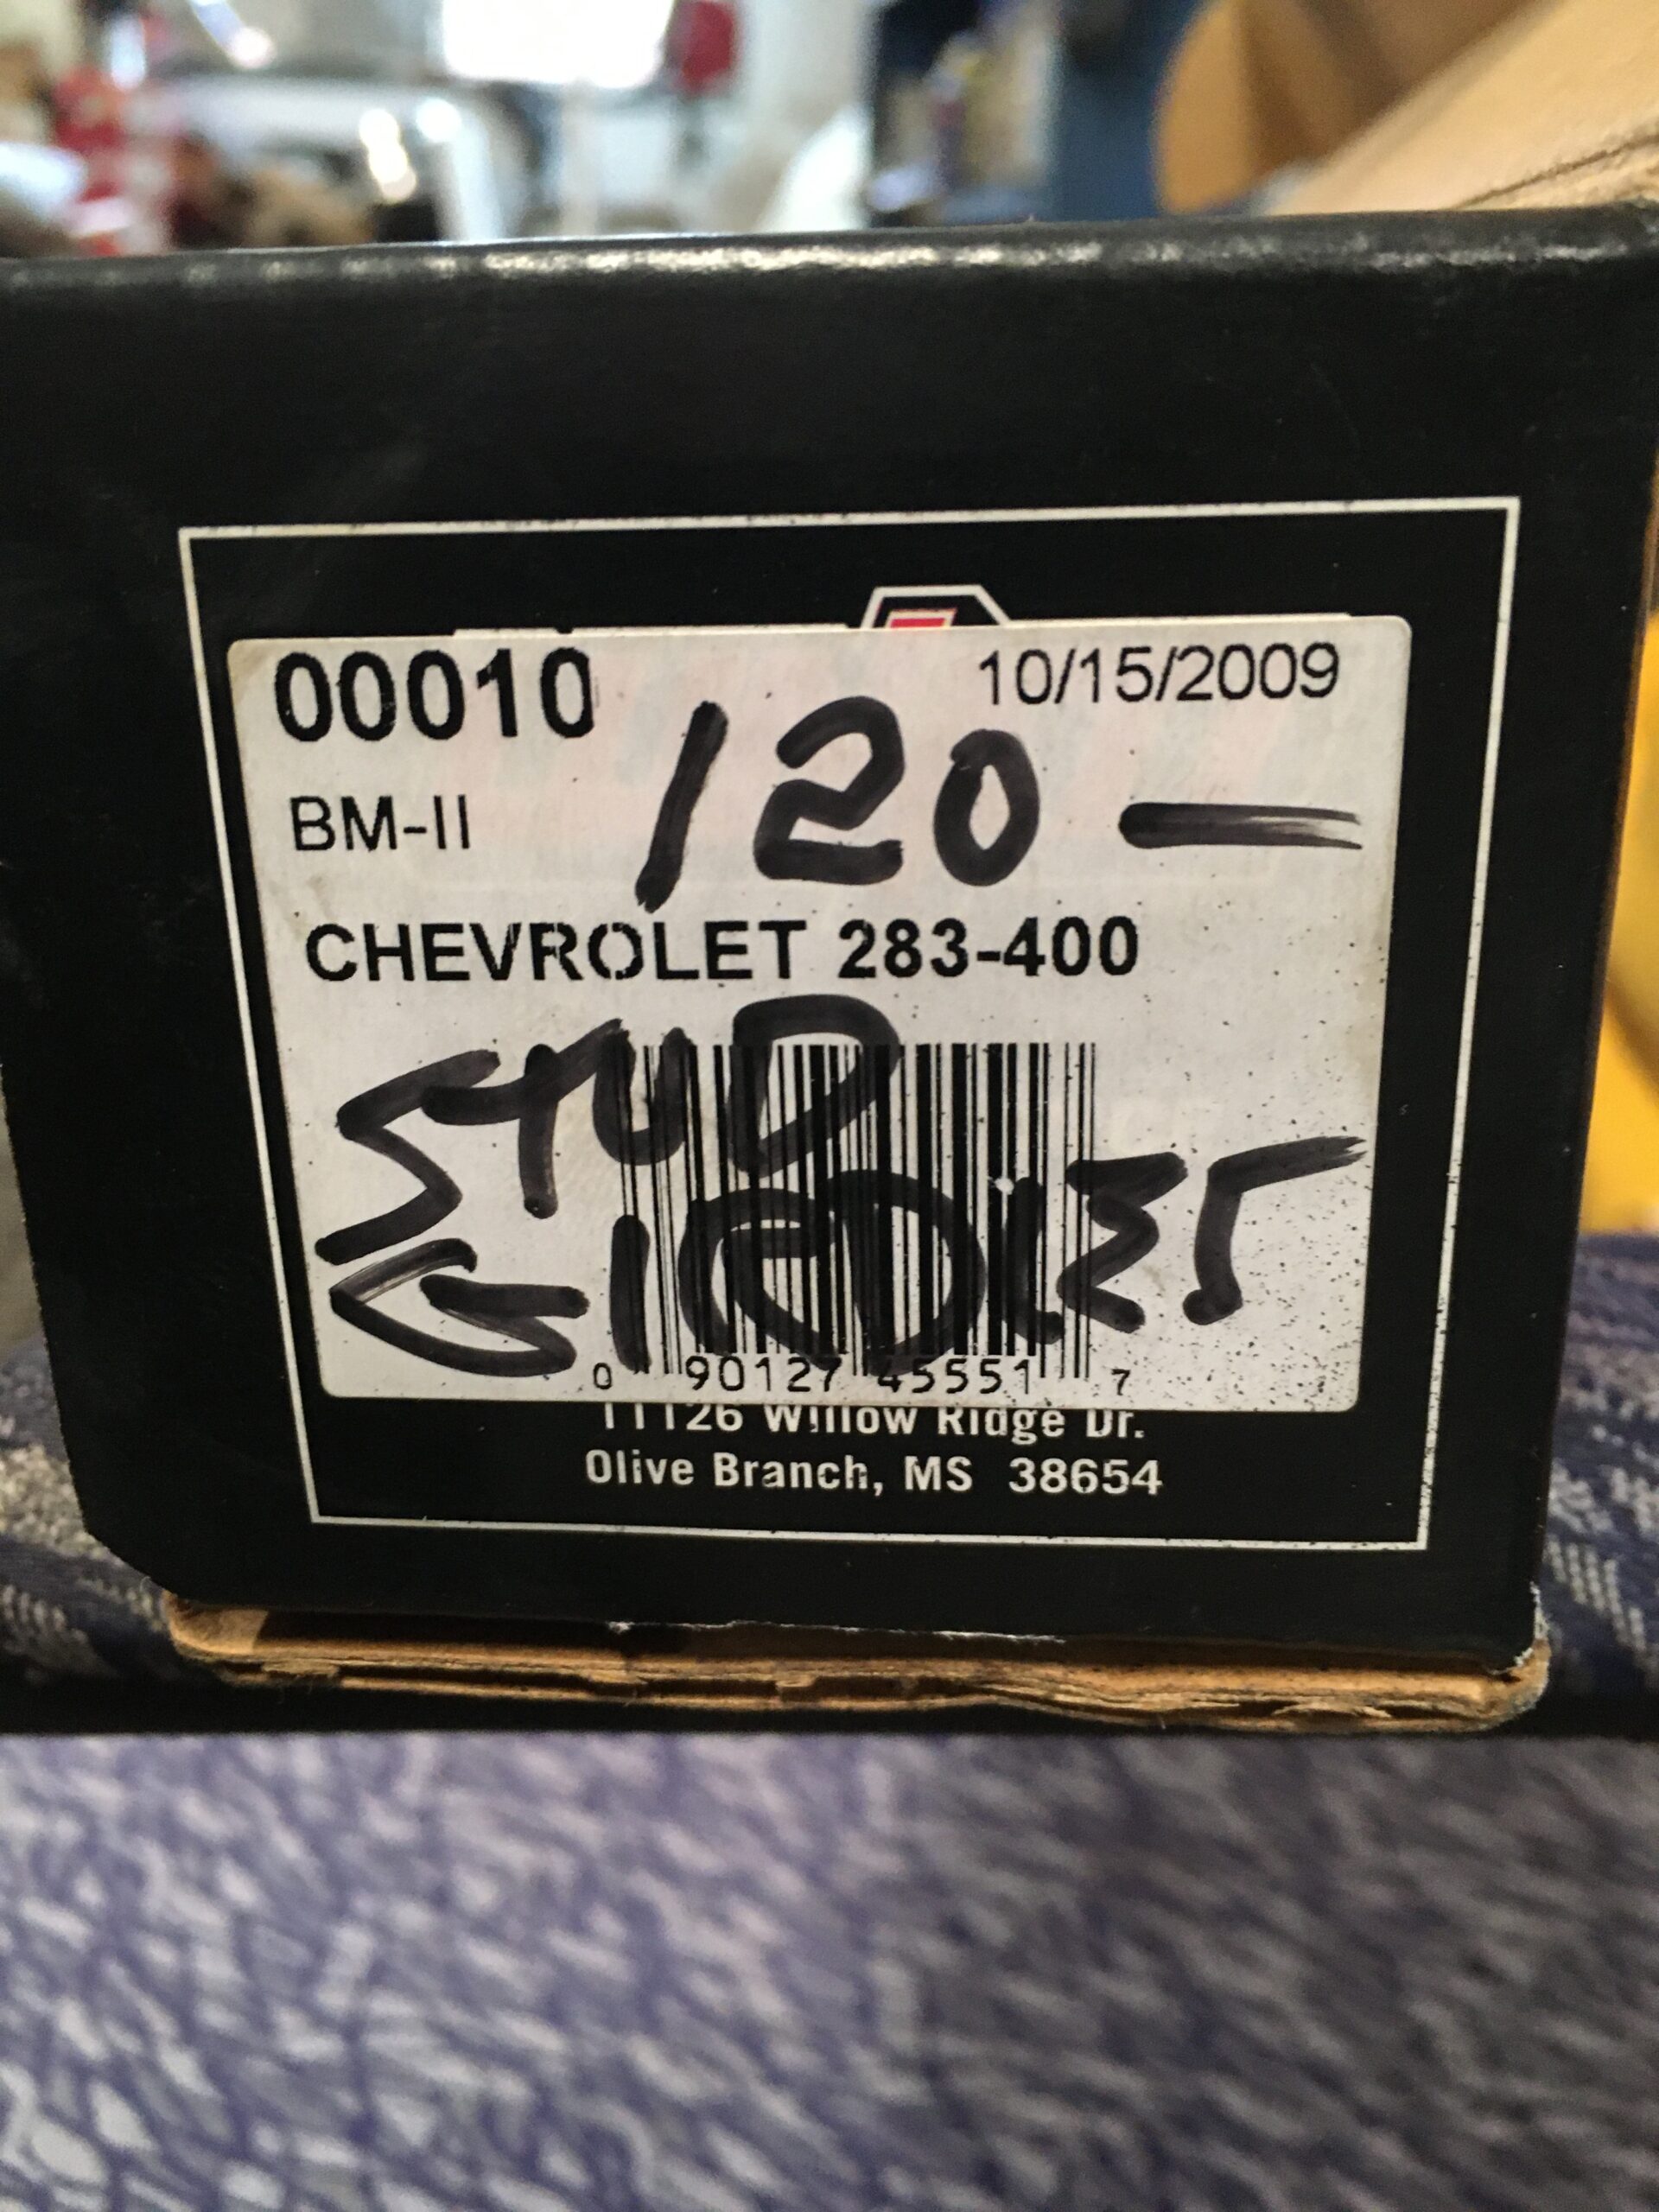 00010 10/15/2009
120 —
BM-II
CHEVROLET 283-400
STUD
GIRDLES
0 90127 45551 7
11126 Willow Ridge Dr.
Olive Branch, MS 38654